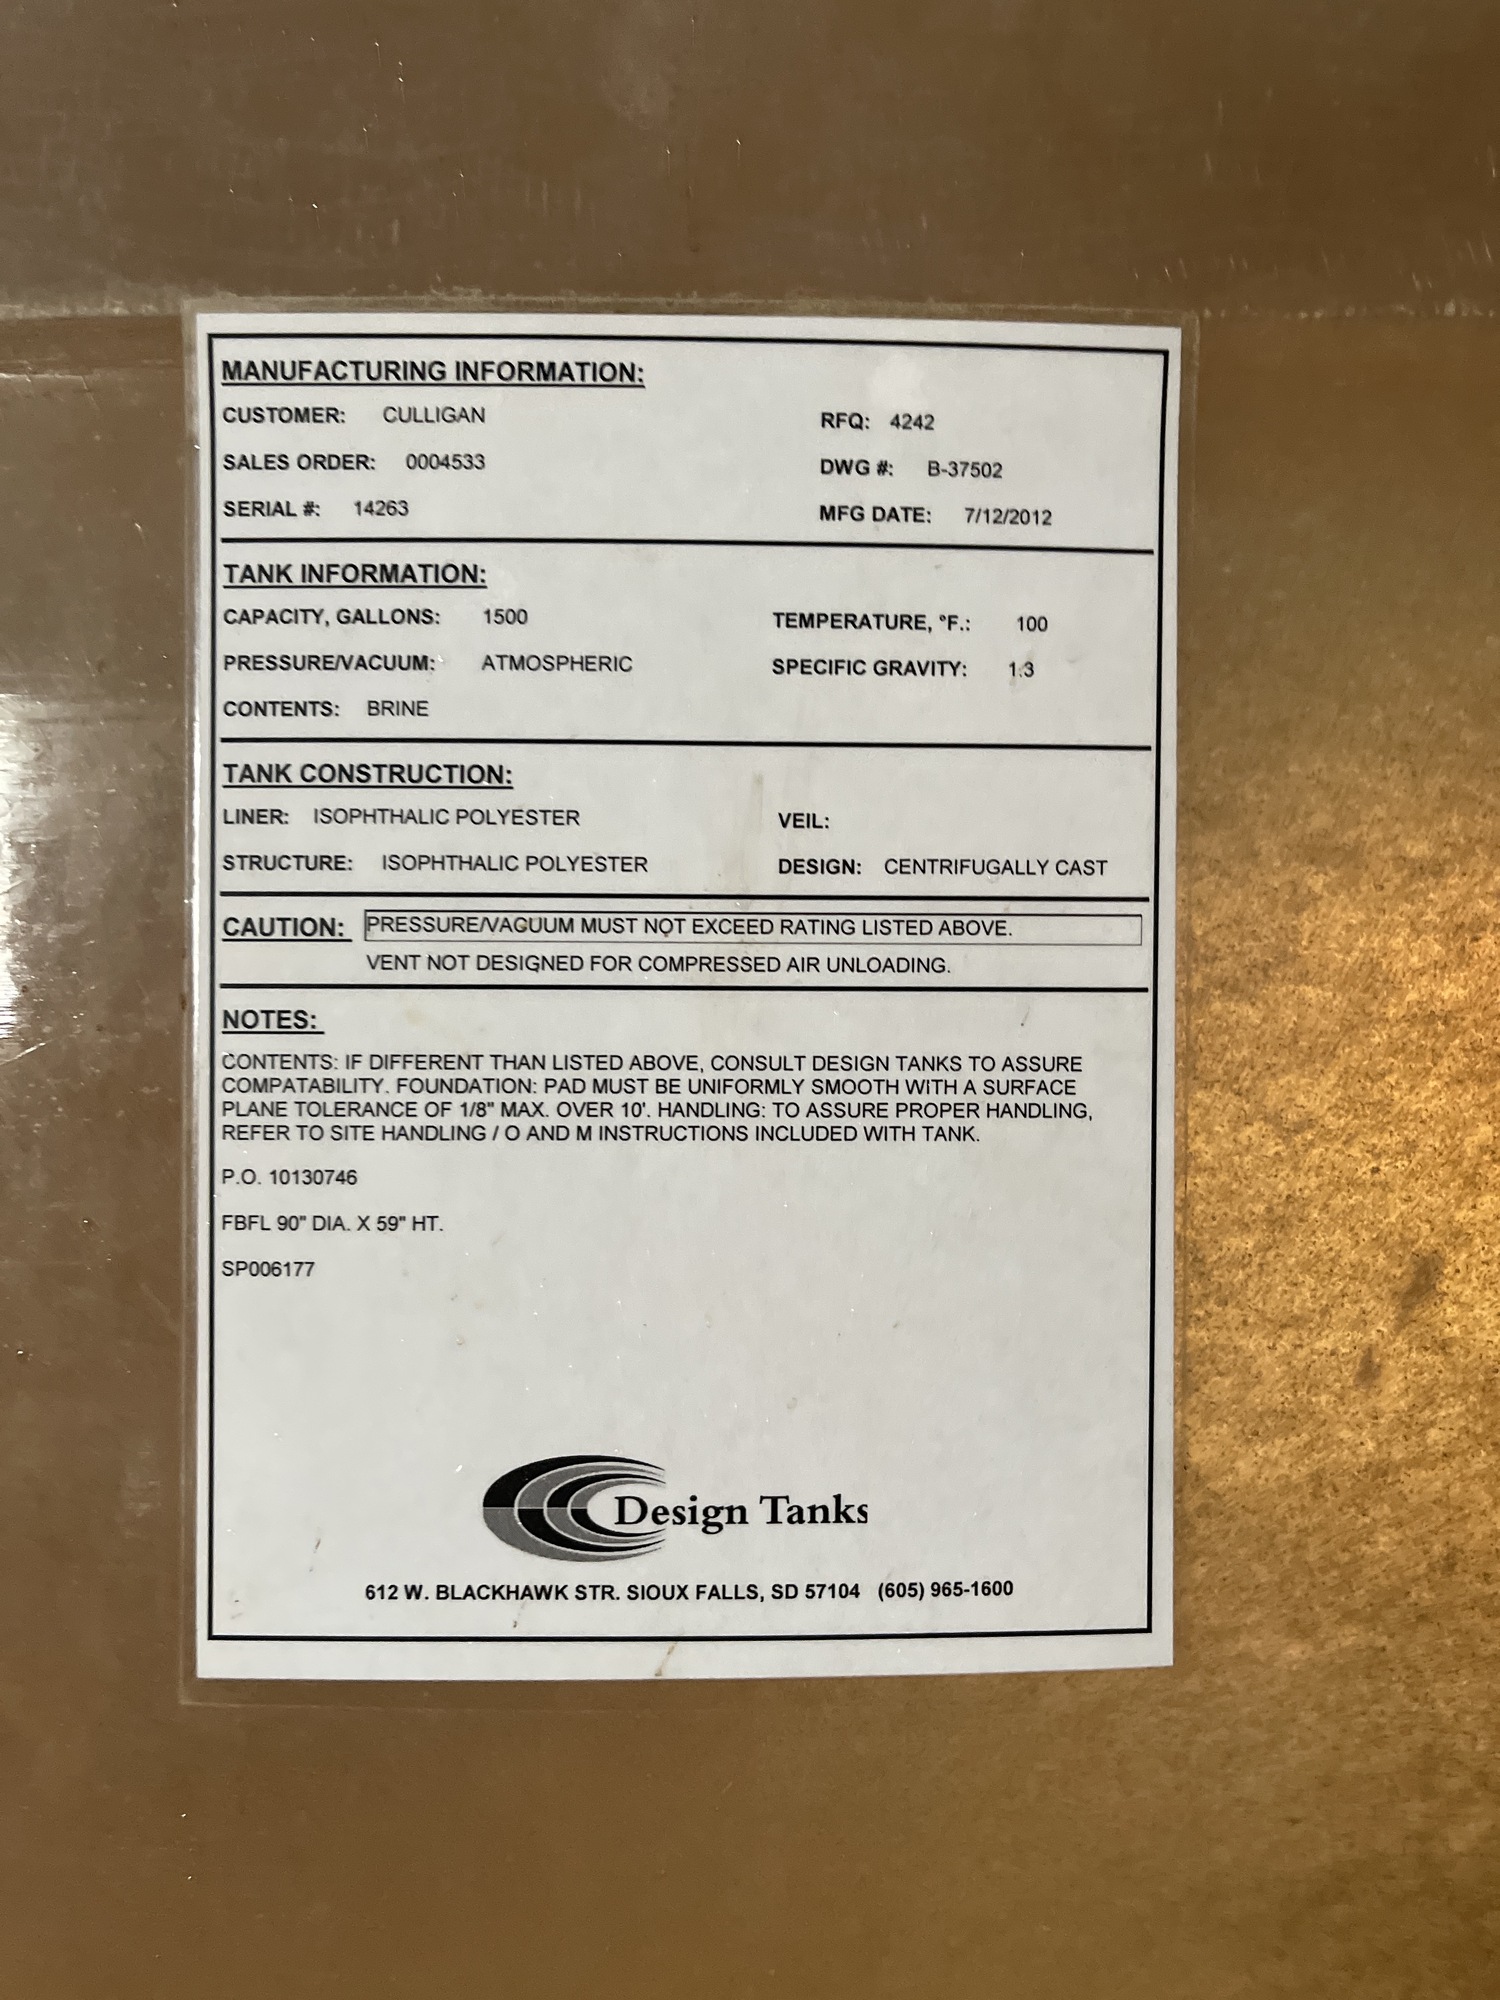 MANUFACTURING INFORMATION:
CUSTOMER: CULLIGAN RFQ: 4242
SALES ORDER: 0004533 DWG #: B-37502
SERIAL #: 14263 MFG DATE: 7/12/2012
TANK INFORMATION:
CAPACITY, GALLONS: 1500 TEMPERATURE, °F.: 100
PRESSURE/VACUUM: ATMOSPHERIC SPECIFIC GRAVITY: 1.3
CONTENTS: BRINE
TANK CONSTRUCTION:
LINER: ISOPHTHALIC POLYESTER VEIL:
STRUCTURE: ISOPHTHALIC POLYESTER DESIGN: CENTRIFUGALLY CAST
CAUTION: PRESSURE/VACUUM MUST NOT EXCEED RATING LISTED ABOVE.
VENT NOT DESIGNED FOR COMPRESSED AIR UNLOADING.
NOTES:
CONTENTS: IF DIFFERENT THAN LISTED ABOVE, CONSULT DESIGN TANKS TO ASSURE
COMPATABILITY. FOUNDATION: PAD MUST BE UNIFORMLY SMOOTH WITH A SURFACE
PLANE TOLERANCE OF 1/8" MAX. OVER 10'. HANDLING: TO ASSURE PROPER HANDLING,
REFER TO SITE HANDLING / O AND M INSTRUCTIONS INCLUDED WITH TANK.
P.O. 10130746
FBFL 90" DIA. X 59" HT.
SP006177
Design Tanks
612 W. BLACKHAWK STR. SIOUX FALLS, SD 57104 (605) 965-1600